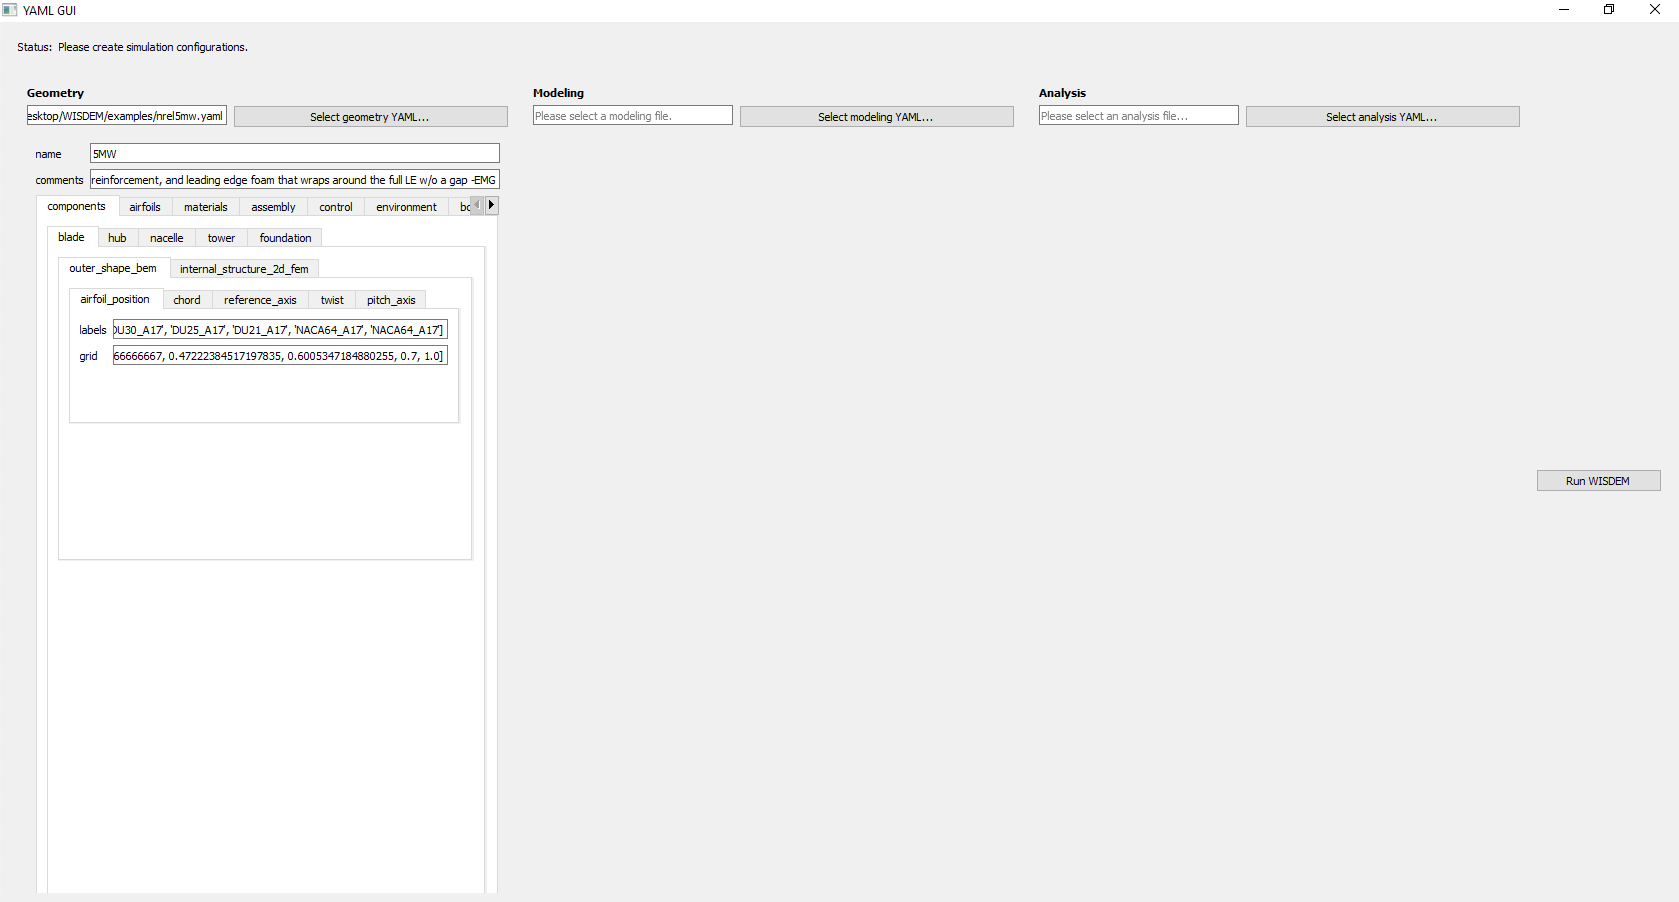 YAML GUI
Status: Please create simulation configurations.
Geometry
esktop/WISDEM/examples/nrel5mw.yaml
Select geometry YAML...
Modeling
Please select a modeling file.
Select modeling YAML...
Analysis
Please select an analysis file...
Select analysis YAML...
name
5MW
comments
reinforcement, and leading edge foam that wraps around the full LE w/o a gap -EMG
components airfoils materials assembly control environment
blade hub nacelle tower foundation
outer_shape_bem internal_structure_2d_fem
airfoil_position chord reference_axis twist pitch_axis
labels
DU30_A17', 'DU25_A17', 'DU21_A17', 'NACA64_A17', 'NACA64_A17']
grid
66666667, 0.47222384517197835, 0.6005347184880255, 0.7, 1.0]
Run WISDEM